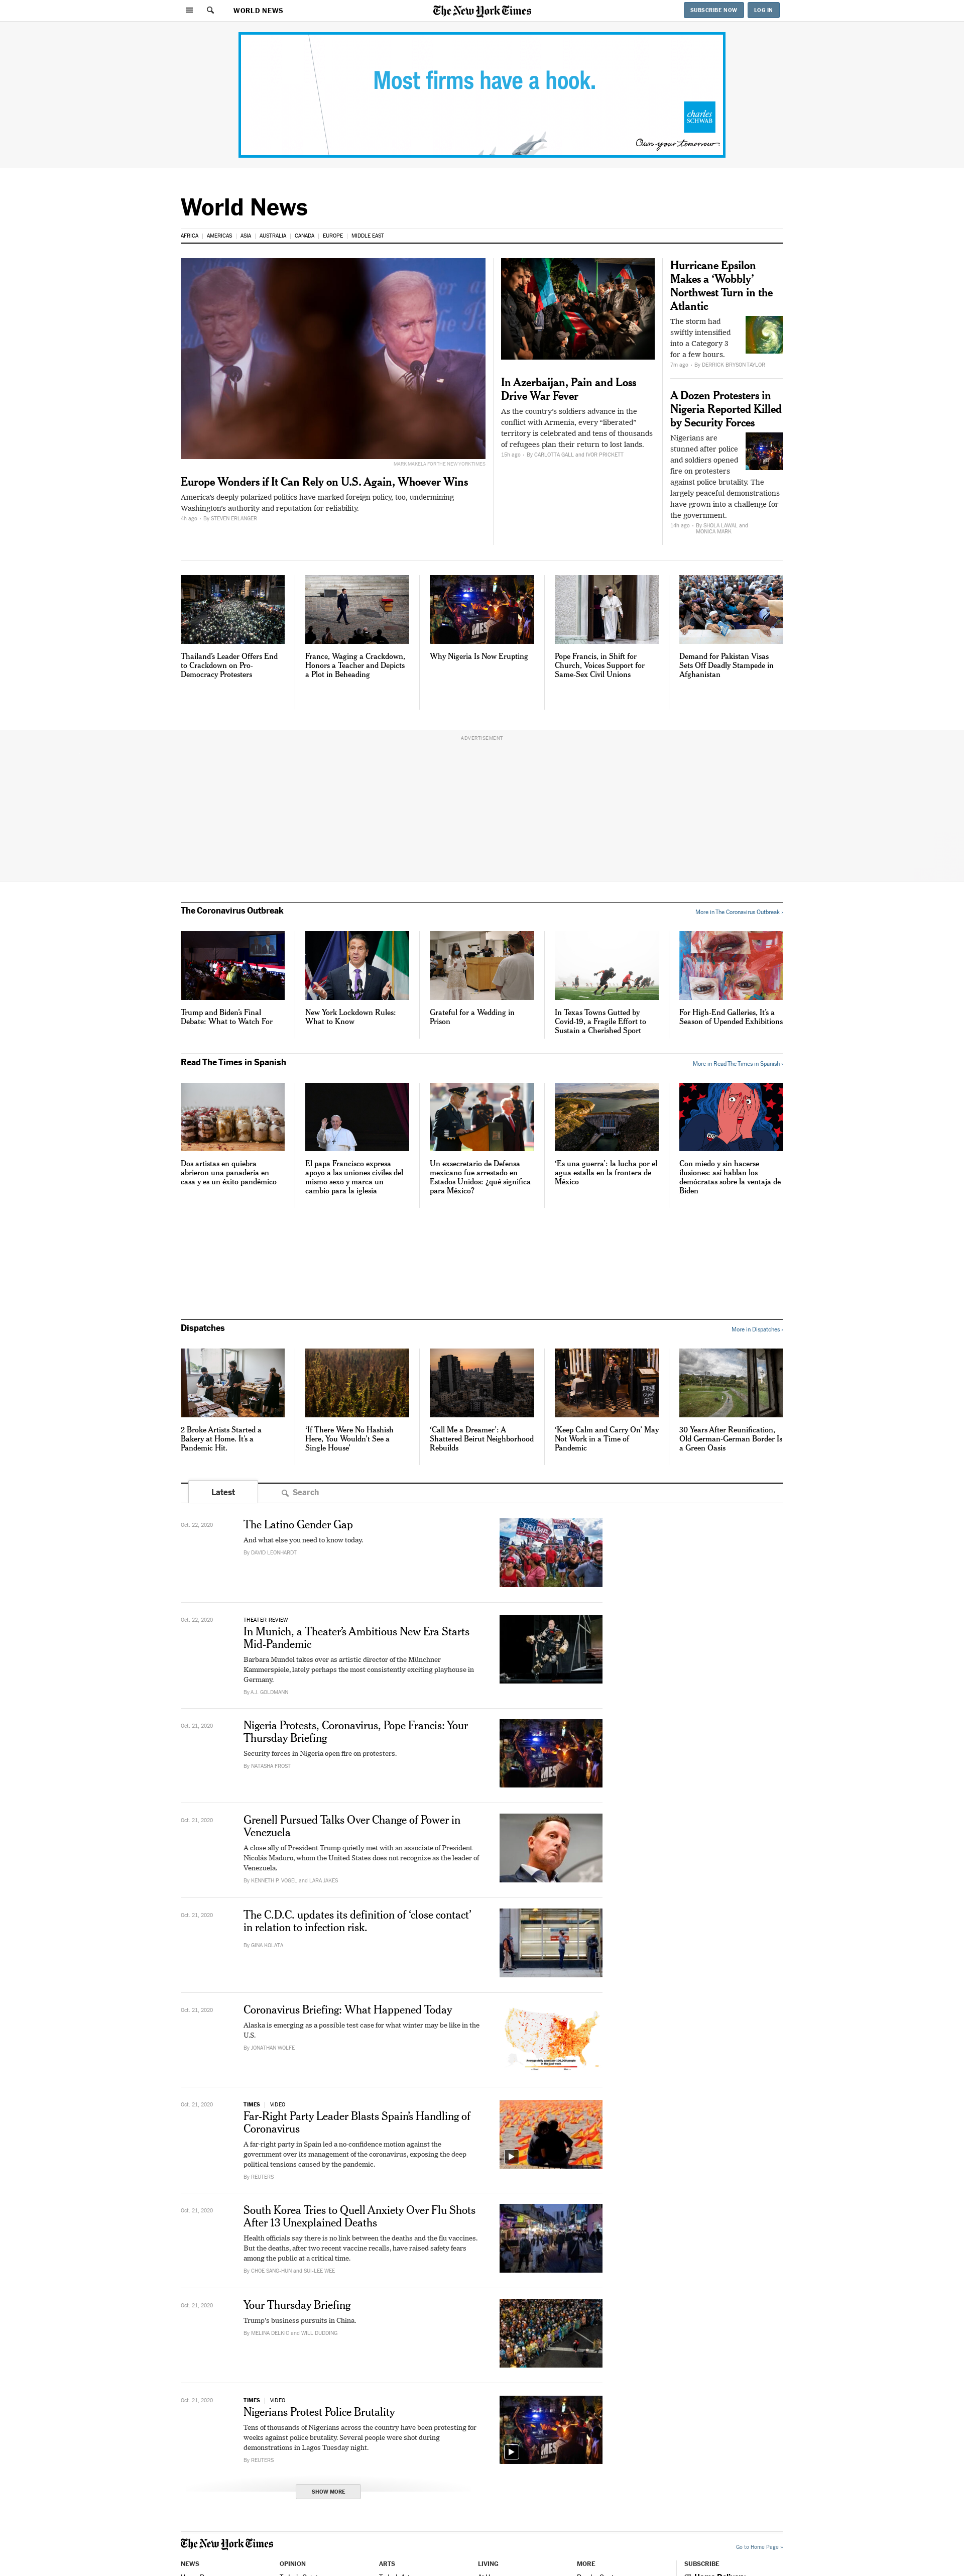 WORLD NEWS
The New York Times
SUBSCRIBE NOW
LOG IN
Most firms have a hook.
charles
SCHWAB
Own your tomorrow
World News
AFRICA
AMERICAS
ASIA
AUSTRALIA
CANADA
EUROPE
MIDDLE EAST
MARK MAKELA FOR THE NEW YORK TIMES
Europe Wonders if It Can Rely on U.S. Again, Whoever Wins
America's deeply polarized politics have marked foreign policy, too, undermining
Washington's authority and reputation for reliability.
4h ago - By STEVEN ERLANGER
In Azerbaijan, Pain and Loss
Drive War Fever
As the country's soldiers advance in the
conflict with Armenia, every “liberated”
territory is celebrated and tens of thousands
of refugees plan their return to lost lands.
15h ago - By CARLOTTA GALL and IVOR PRICKETT
Hurricane Epsilon
Makes a ‘Wobbly’
Northwest Turn in the
Atlantic
The storm had
swiftly intensified
into a Category 3
for a few hours.
7m ago - By DERRICK BRYSON TAYLOR
A Dozen Protesters in
Nigeria Reported Killed
by Security Forces
Nigerians are
stunned after police
and soldiers opened
fire on protesters
against police brutality. The
largely peaceful demonstrations
have grown into a challenge for
the government.
14h ago - By SHOLA LAWAL and
MONICA MARK
Thailand's Leader Offers End
to Crackdown on Pro-
Democracy Protesters
France, Waging a Crackdown,
Honors a Teacher and Depicts
a Plot in Beheading
Why Nigeria Is Now Erupting
Pope Francis, in Shift for
Church, Voices Support for
Same-Sex Civil Unions
Demand for Pakistan Visas
Sets Off Deadly Stampede in
Afghanistan
ADVERTISEMENT
The Coronavirus Outbreak
More in The Coronavirus Outbreak ›
Trump and Biden's Final
Debate: What to Watch For
New York Lockdown Rules:
What to Know
Grateful for a Wedding in
Prison
In Texas Towns Gutted by
Covid-19, a Fragile Effort to
Sustain a Cherished Sport
For High-End Galleries, It's a
Season of Upended Exhibitions
Read The Times in Spanish
More in Read The Times in Spanish ›
Dos artistas en quiebra
abrieron una panadería en
casa y es un éxito pandémico
El papa Francisco expresa
apoyo a las uniones civiles del
mismo sexo y marca un
cambio para la iglesia
Un exsecretario de Defensa
mexicano fue arrestado en
Estados Unidos: ¿qué significa
para México?
‘Es una guerra’: la lucha por el
agua estalla en la frontera de
México
Con miedo y sin hacerse
ilusiones: así hablan los
demócratas sobre la ventaja de
Biden
Dispatches
More in Dispatches ›
2 Broke Artists Started a
Bakery at Home. It's a
Pandemic Hit.
‘If There Were No Hashish
Here, You Wouldn't See a
Single House’
‘Call Me a Dreamer’: A
Shattered Beirut Neighborhood
Rebuilds
‘Keep Calm and Carry On’ May
Not Work in a Time of
Pandemic
30 Years After Reunification,
Old German-German Border Is
a Green Oasis
Latest
Search
Oct. 22, 2020
The Latino Gender Gap
And what else you need to know today.
By DAVID LEONHARDT
Oct. 22, 2020
THEATER REVIEW
In Munich, a Theater's Ambitious New Era Starts
Mid-Pandemic
Barbara Mundel takes over as artistic director of the Münchner
Kammerspiele, lately perhaps the most consistently exciting playhouse in
Germany.
By A.J. GOLDMANN
Oct. 21, 2020
Nigeria Protests, Coronavirus, Pope Francis: Your
Thursday Briefing
Security forces in Nigeria open fire on protesters.
By NATASHA FROST
Oct. 21, 2020
Grenell Pursued Talks Over Change of Power in
Venezuela
A close ally of President Trump quietly met with an associate of President
Nicolás Maduro, whom the United States does not recognize as the leader of
Venezuela.
By KENNETH P. VOGEL and LARA JAKES
Oct. 21, 2020
The C.D.C. updates its definition of ‘close contact’
in relation to infection risk.
By GINA KOLATA
Oct. 21, 2020
Coronavirus Briefing: What Happened Today
Alaska is emerging as a possible test case for what winter may be like in the
U.S.
By JONATHAN WOLFE
Oct. 21, 2020
TIMES | VIDEO
Far-Right Party Leader Blasts Spain's Handling of
Coronavirus
A far-right party in Spain led a no-confidence motion against the
government over its management of the coronavirus, exposing the deep
political tensions caused by the pandemic.
By REUTERS
Oct. 21, 2020
South Korea Tries to Quell Anxiety Over Flu Shots
After 13 Unexplained Deaths
Health officials say there is no link between the deaths and the flu vaccines.
But the deaths, after two recent vaccine recalls, have raised safety fears
among the public at a critical time.
By CHOE SANG-HUN and SUI-LEE WEE
Oct. 21, 2020
Your Thursday Briefing
Trump's business pursuits in China.
By MELINA DELKIC and WILL DUDDING
Oct. 21, 2020
TIMES | VIDEO
Nigerians Protest Police Brutality
Tens of thousands of Nigerians across the country have been protesting for
weeks against police brutality. Several people were shot during
demonstrations in Lagos Tuesday night.
By REUTERS
SHOW MORE
The New York Times
Go to Home Page »
NEWS
OPINION
ARTS
LIVING
MORE
SUBSCRIBE